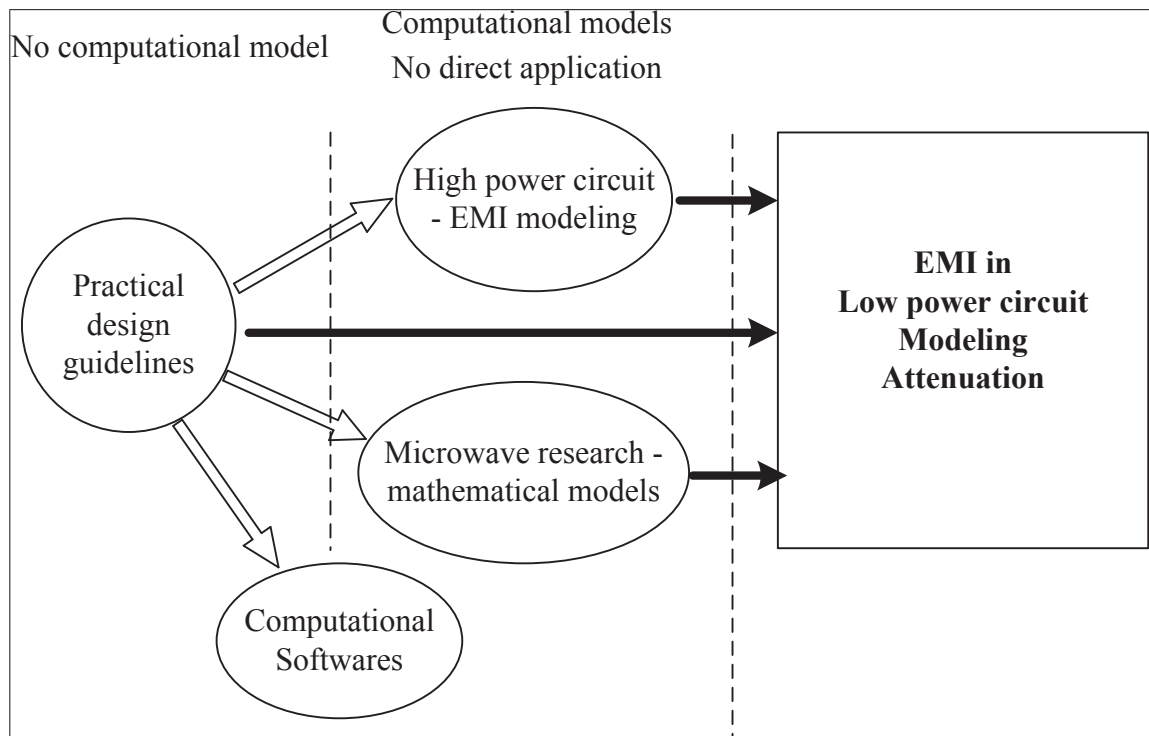 No computational model
Computational models
No direct application
High power circuit
- EMI modeling
Practical
design
guidelines
EMI in
Low power circuit
Modeling
Attenuation
Microwave research -
mathematical models
Computational
Softwares